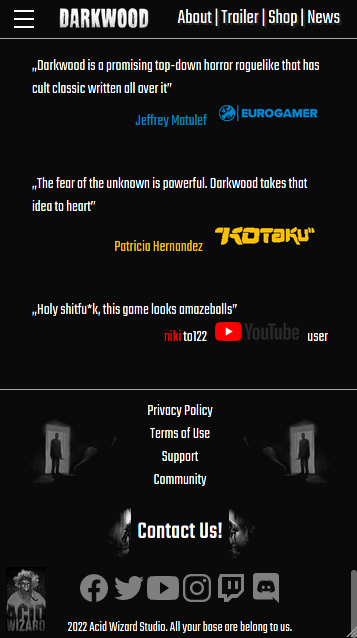 DARKWOOD
About | Trailer | Shop | News
„Darkwood is a promising top-down horror roguelike that has
cult classic written all over it”
Jeffrey Matulef EUROGAMER
„The fear of the unknown is powerful. Darkwood takes that
idea to heart”
Patricia Hernandez KOTAKU
„Holy shitfu*k, this game looks amazeballs”
niki to122 YouTube user
Privacy Policy
Terms of Use
Support
Community
Contact Us!
ACID
WIZARD
2022 Acid Wizard Studio. All your base are belong to us.